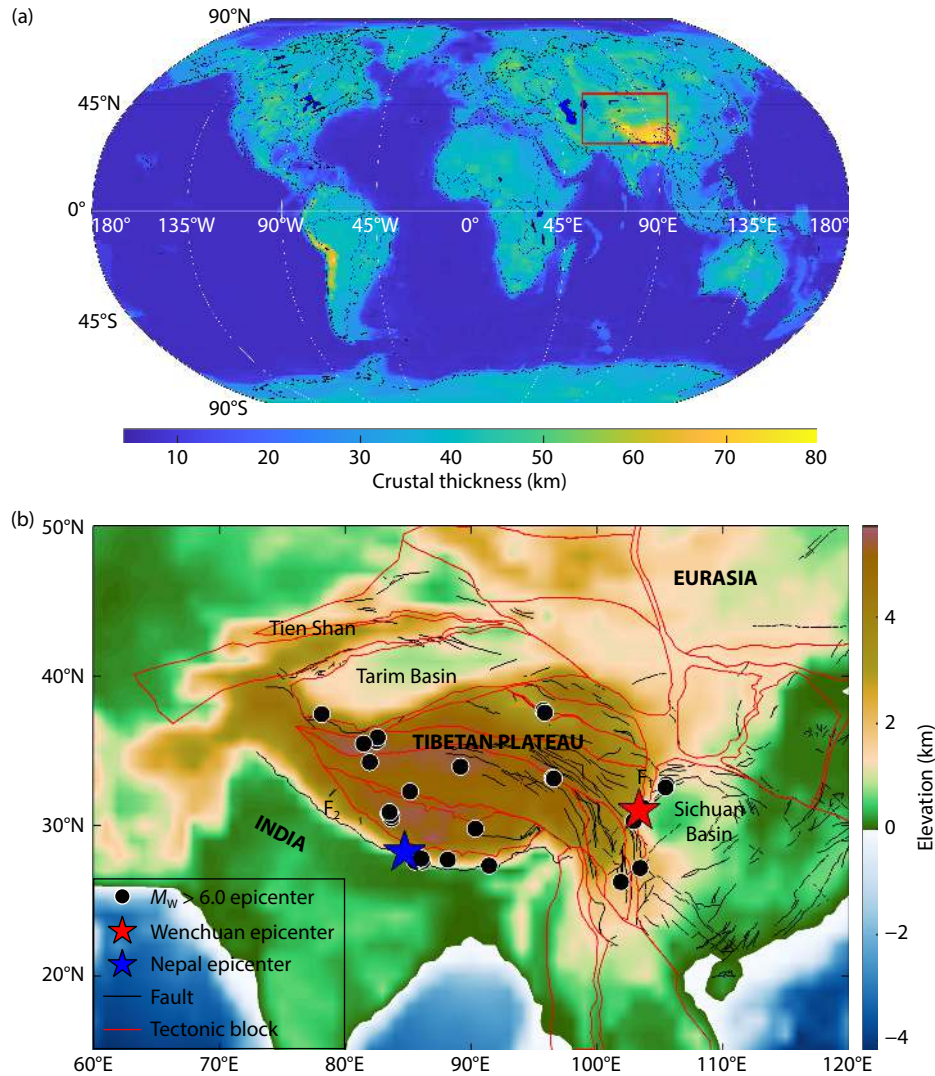 (a)
90°N
45°N
0°
180° 135°W 90°W 45°W 0° 45°E 90°E 135°E 180°
45°S
90°S
10 20 30 40 50 60 70 80
Crustal thickness (km)
(b)
50°N
EURASIA
Tien Shan
4
40°N
Tarim Basin
TIBETAN PLATEAU
2
F₁
F₂
Sichuan
Basin
30°N
INDIA
0
Elevation (km)
M_W > 6.0 epicenter
Wenchuan epicenter
−2
Nepal epicenter
20°N
Fault
Tectonic block
−4
60°E 70°E 80°E 90°E 100°E 110°E 120°E